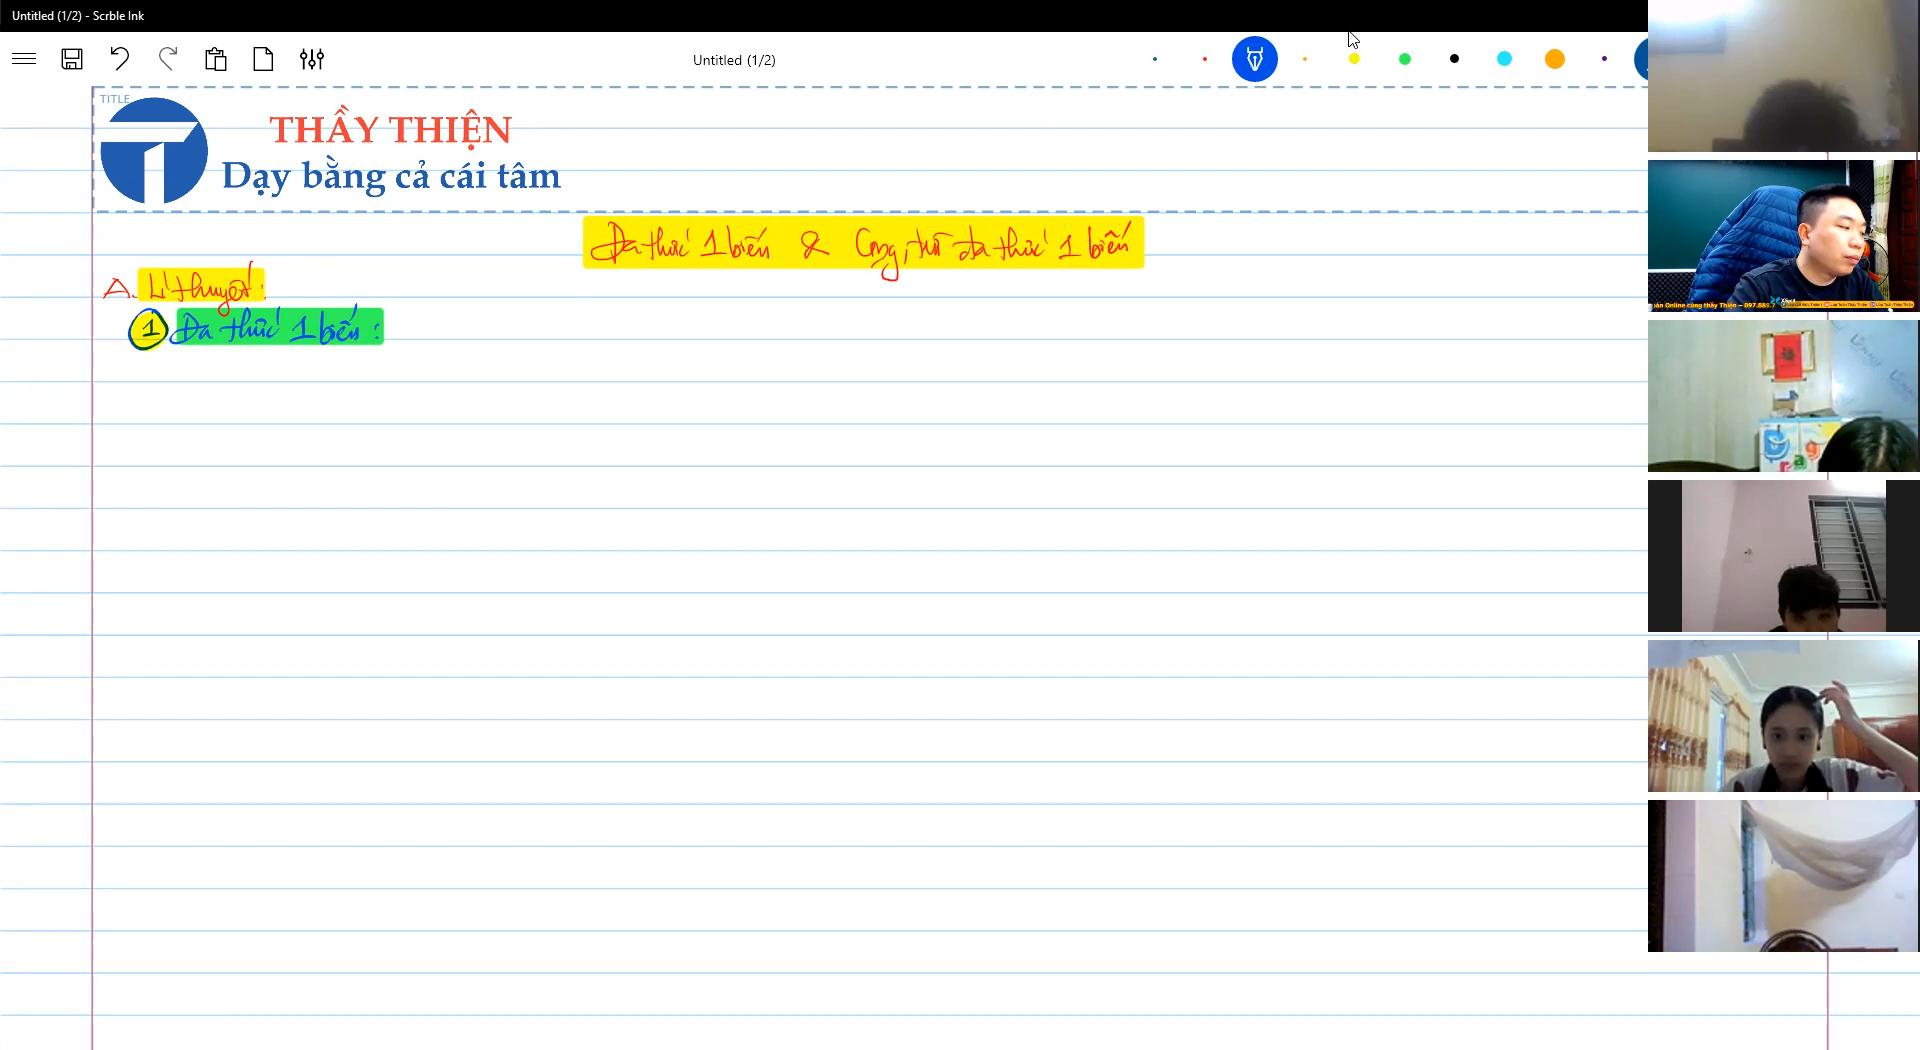 Untitled (1/2) - Scrble Ink
Untitled (1/2)
TITLE
THẦY THIỆN
Dạy bằng cả cái tâm
Đa thức 1 biến & Cộng, trừ đa thức 1 biến
A. Lí thuyết:
1 Đa thức 1 biến: